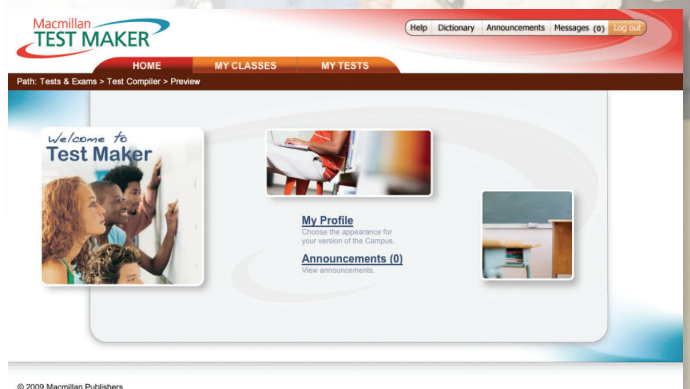 Macmillan
TEST MAKER
Help Dictionary Announcements Messages (0) Log out
HOME MY CLASSES MY TESTS
Path: Tests & Exams > Test Compiler > Preview
Welcome to
Test Maker
My Profile
Choose the appearance for
your version of the Campus.
Announcements (0)
View announcements.
© 2009 Macmillan Publishers